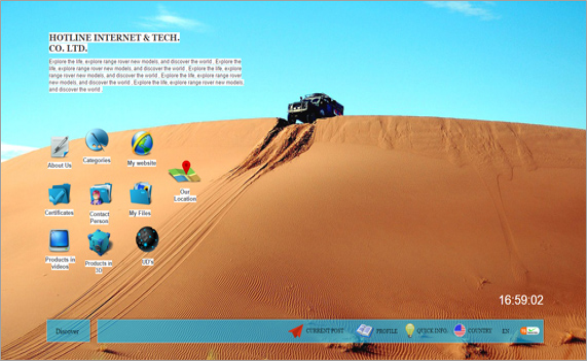 HOTLINE INTERNET & TECH.
CO. LTD.
Explore the life, explore range rover new models, and discover the world . Explore the
life, explore range rover new models, and discover the world . Explore the life, explore
range rover new models, and discover the world . Explore the life, explore range rover
new models, and discover the world . Explore the life, explore range rover new models,
and discover the world .
About Us
Categories
My website
Our
Location
Certificates
Contact
Person
My Files
Products in
videos
Products in
3D
16:59:02
Discover
CURRENT POST
PROFILE
QUICK INFO
COUNTRY
EN